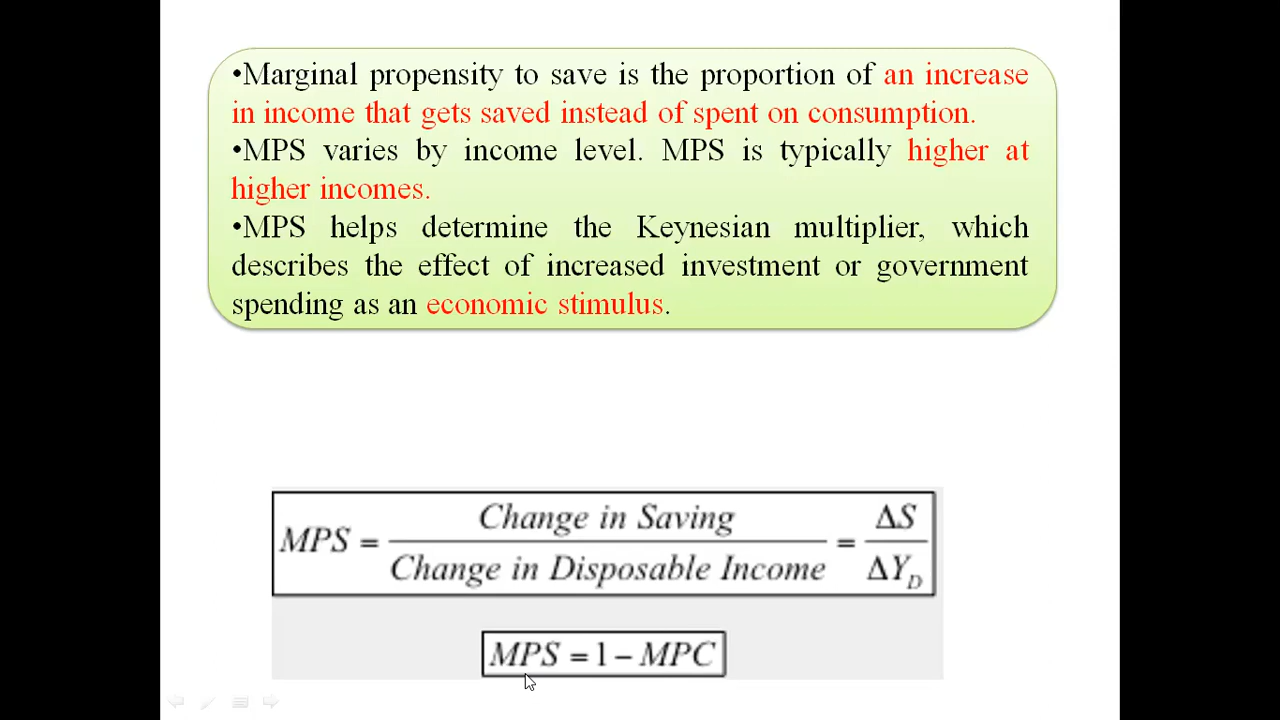 •Marginal propensity to save is the proportion of an increase
in income that gets saved instead of spent on consumption.
•MPS varies by income level. MPS is typically higher at
higher incomes.
•MPS helps determine the Keynesian multiplier, which
describes the effect of increased investment or government
spending as an economic stimulus.
MPS = Change in Saving / Change in Disposable Income = ΔS / ΔY_D
MPS = 1 − MPC